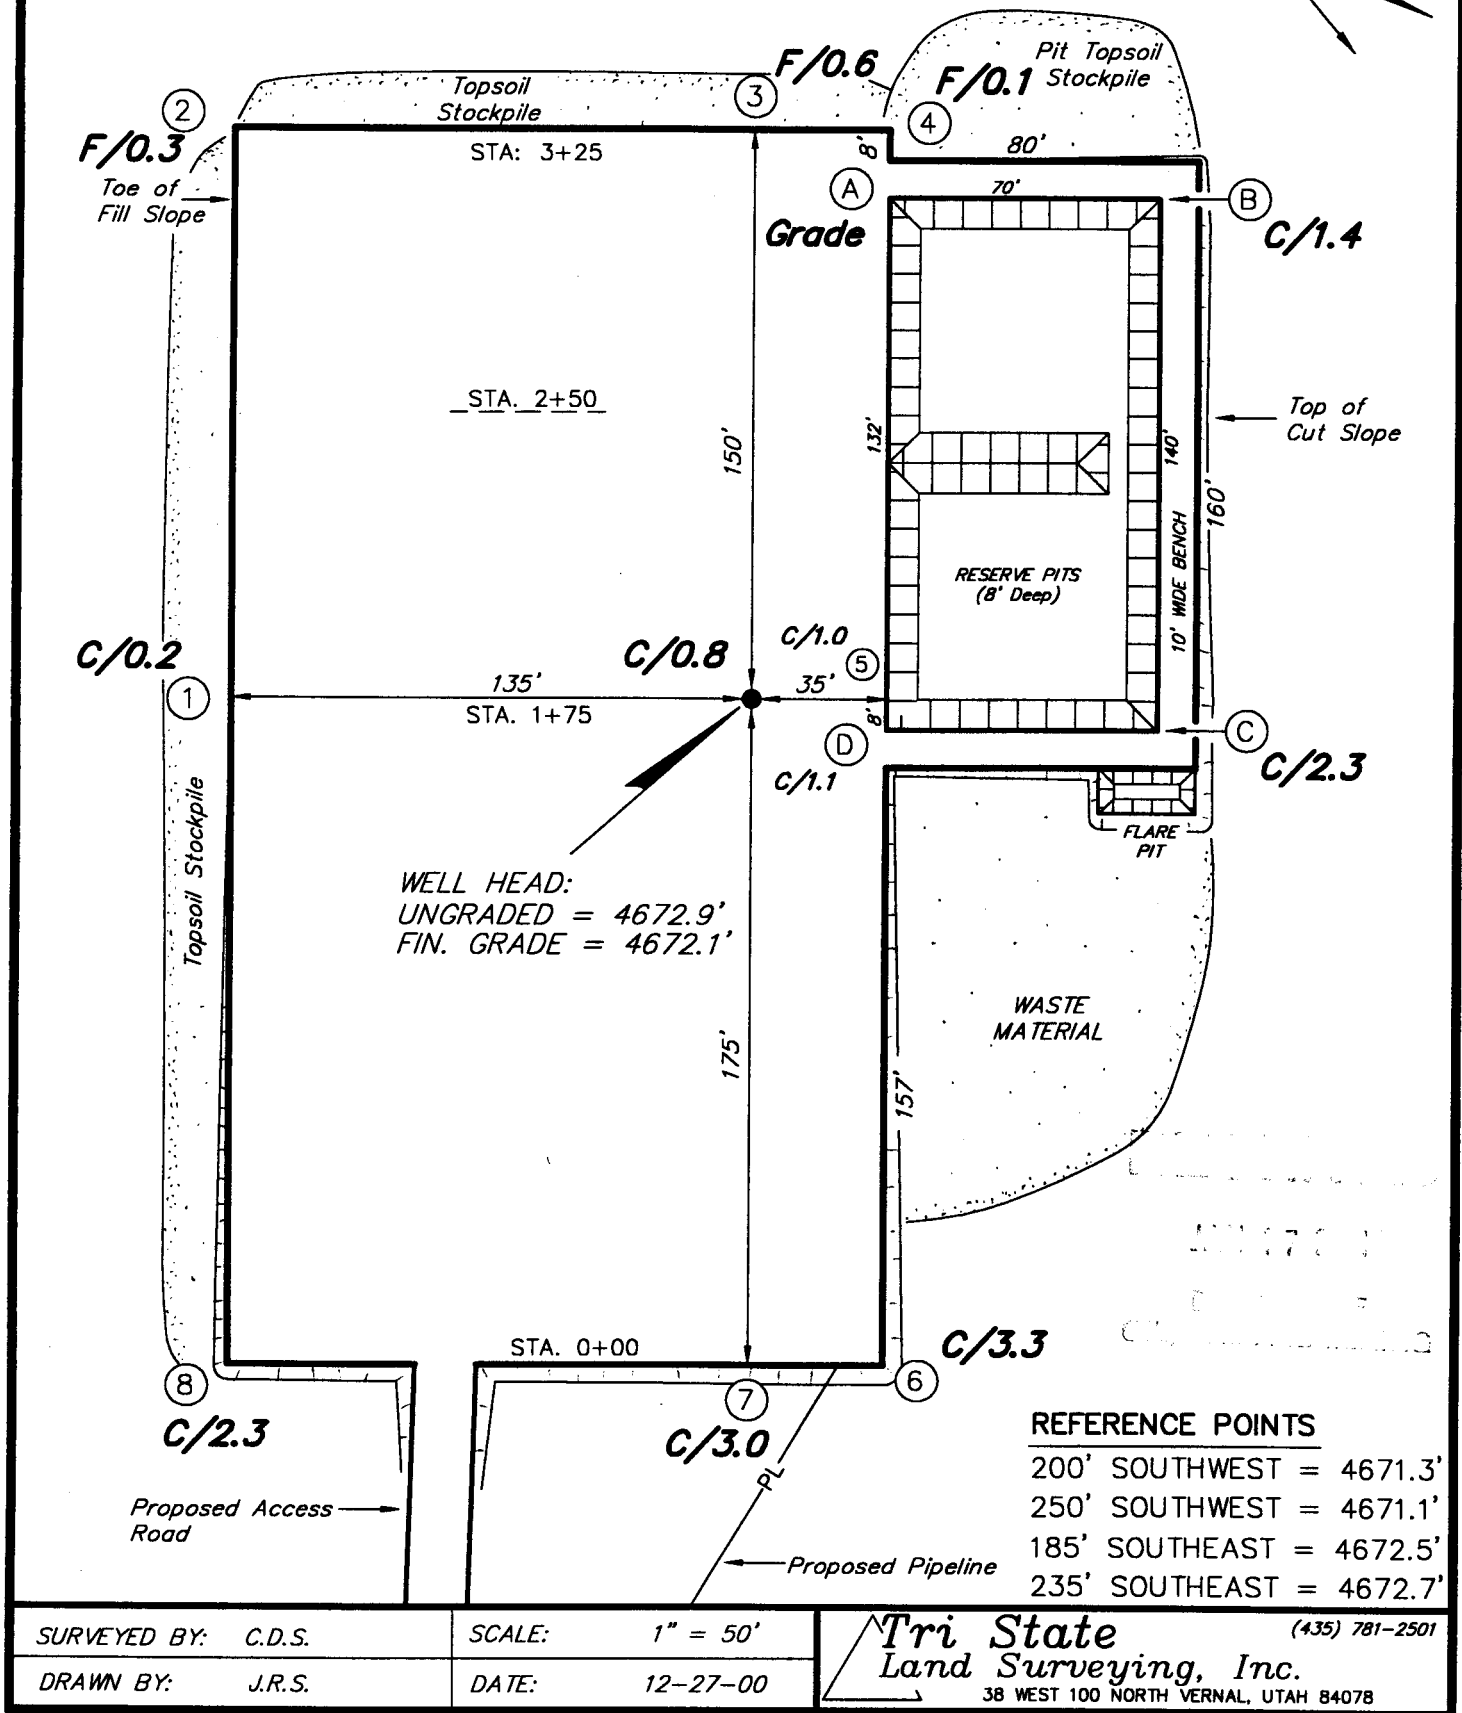 Pit Topsoil
Stockpile
F/0.6
F/0.1
Topsoil
Stockpile
2
3
4
F/0.3
STA: 3+25
8'
80'
Toe of
Fill Slope
A
70'
B
Grade
C/1.4
STA. 2+50
150'
132'
140'
Top of
Cut Slope
160'
10' WIDE BENCH
RESERVE PITS
(8' Deep)
C/0.2
C/0.8
C/1.0
5
1
135'
35'
STA. 1+75
8'
D
C
C/1.1
C/2.3
Topsoil Stockpile
FLARE
PIT
WELL HEAD:
UNGRADED = 4672.9'
FIN. GRADE = 4672.1'
WASTE
MATERIAL
175'
157'
STA. 0+00
C/3.3
8
7
6
C/2.3
C/3.0
PL
Proposed Access
Road
Proposed Pipeline
REFERENCE POINTS
200' SOUTHWEST = 4671.3'
250' SOUTHWEST = 4671.1'
185' SOUTHEAST = 4672.5'
235' SOUTHEAST = 4672.7'
SURVEYED BY: C.D.S.
SCALE: 1" = 50'
DRAWN BY: J.R.S.
DATE: 12-27-00
Tri State
(435) 781-2501
Land Surveying, Inc.
38 WEST 100 NORTH VERNAL, UTAH 84078